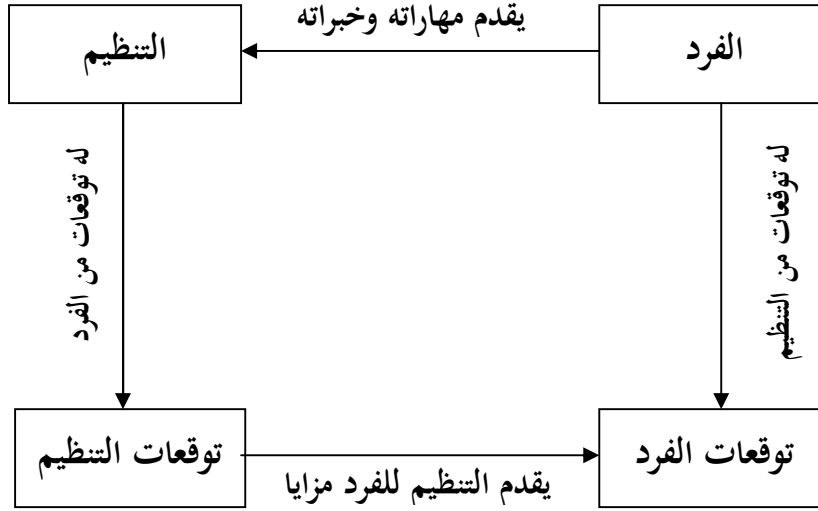 يقدم مهاراته وخبراته
الفرد
التنظيم
له توقعات من التنظيم
له توقعات من الفرد
توقعات الفرد
توقعات التنظيم
يقدم التنظيم للفرد مزايا